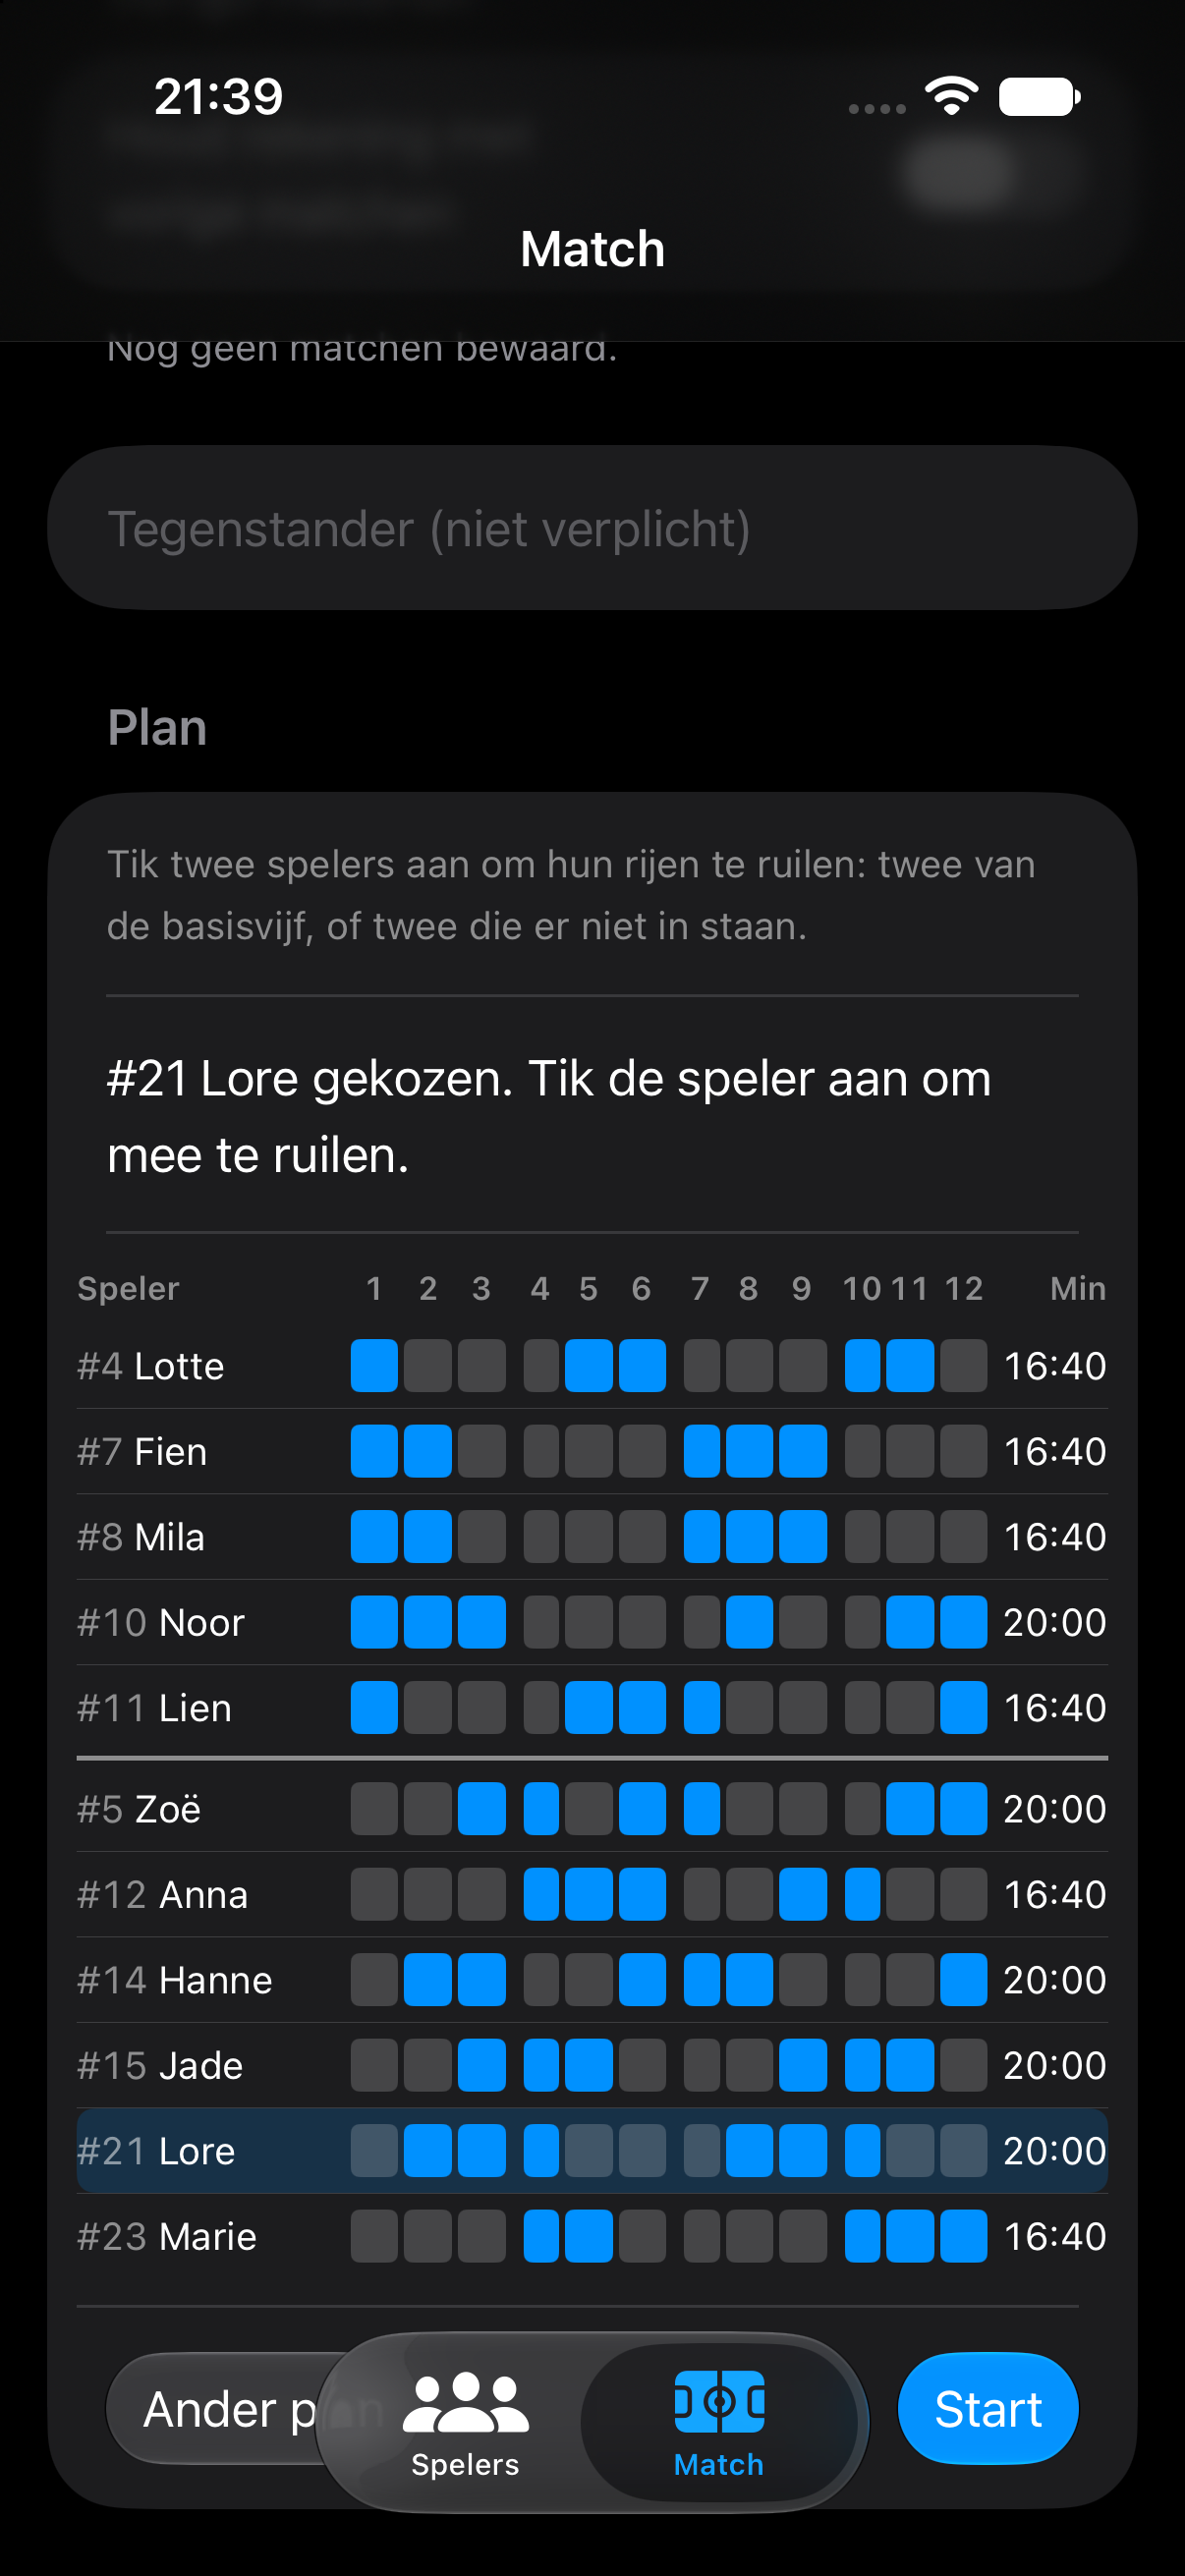 21:39
Match
Nog geen matchen bewaard.
Tegenstander (niet verplicht)
Plan
Tik twee spelers aan om hun rijen te ruilen: twee van
de basisvijf, of twee die er niet in staan.
#21 Lore gekozen. Tik de speler aan om
mee te ruilen.
Speler 1 2 3 4 5 6 7 8 9 10 11 12 Min
#4 Lotte 16:40
#7 Fien 16:40
#8 Mila 16:40
#10 Noor 20:00
#11 Lien 16:40
#5 Zoë 20:00
#12 Anna 16:40
#14 Hanne 20:00
#15 Jade 20:00
#21 Lore 20:00
#23 Marie 16:40
Ander plan Start
Spelers Match